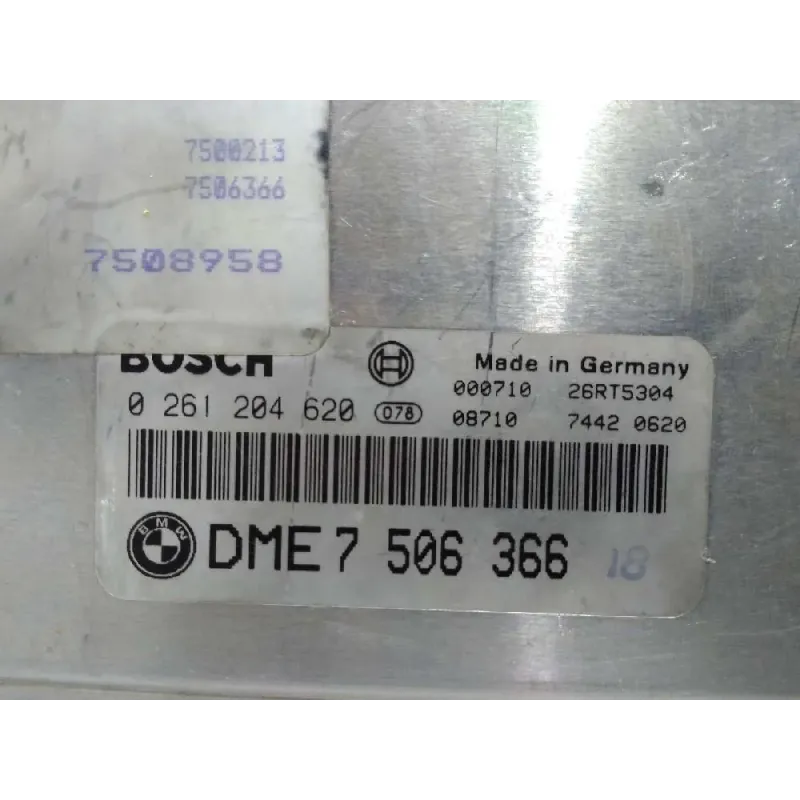 7500213
7506366
7508958
BOSCH
Made in Germany
000710 26RT5304
0 261 204 620 078 08710 7442 0620
BMW DME 7 506 366 18